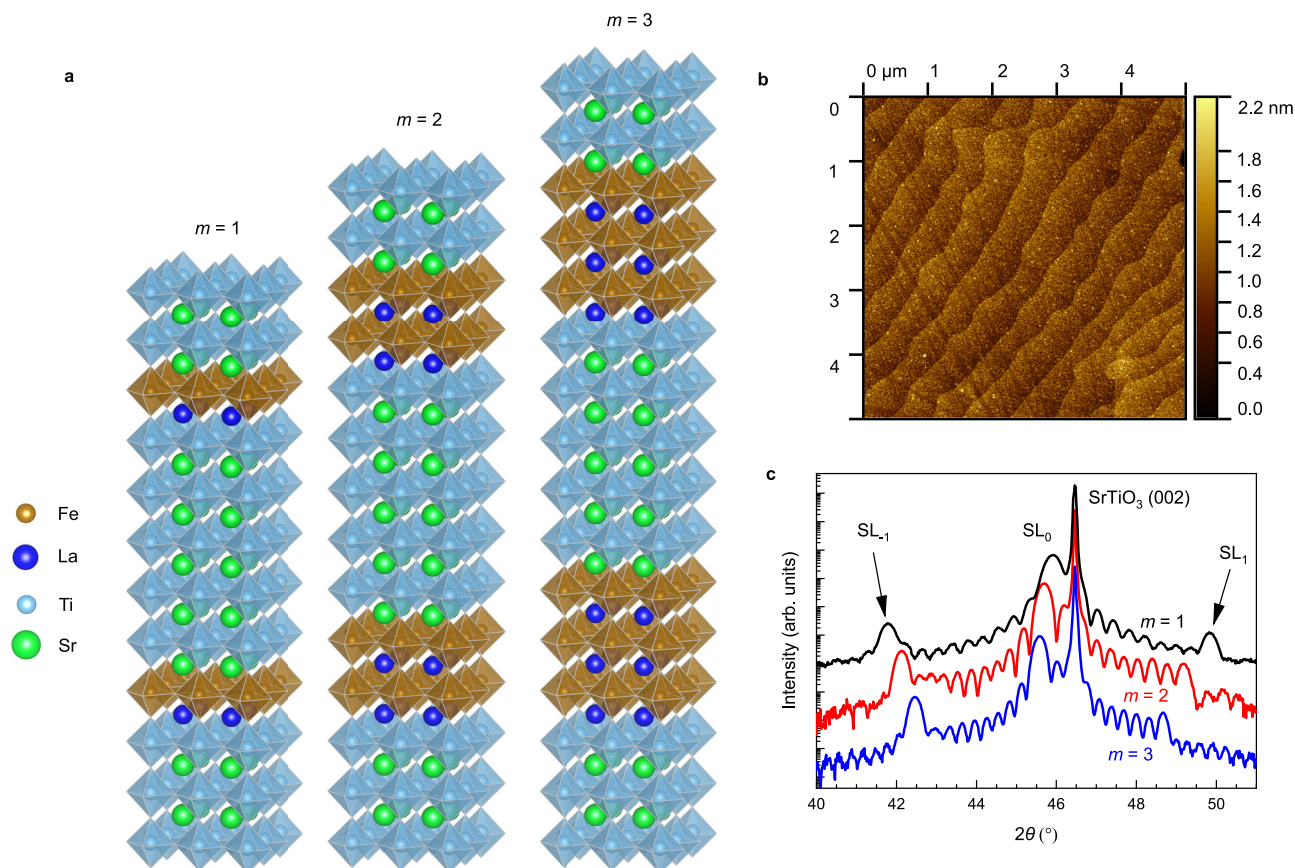 a
m = 1
m = 2
m = 3
Fe
La
Ti
Sr
b
0 μm 1 2 3 4
0
1
2
3
4
2.2 nm
1.8
1.6
1.4
1.2
1.0
0.8
0.6
0.4
0.0
c
SrTiO3 (002)
SL-1
SL0
SL1
m = 1
m = 2
m = 3
Intensity (arb. units)
40 42 44 46 48 50
2θ (°)